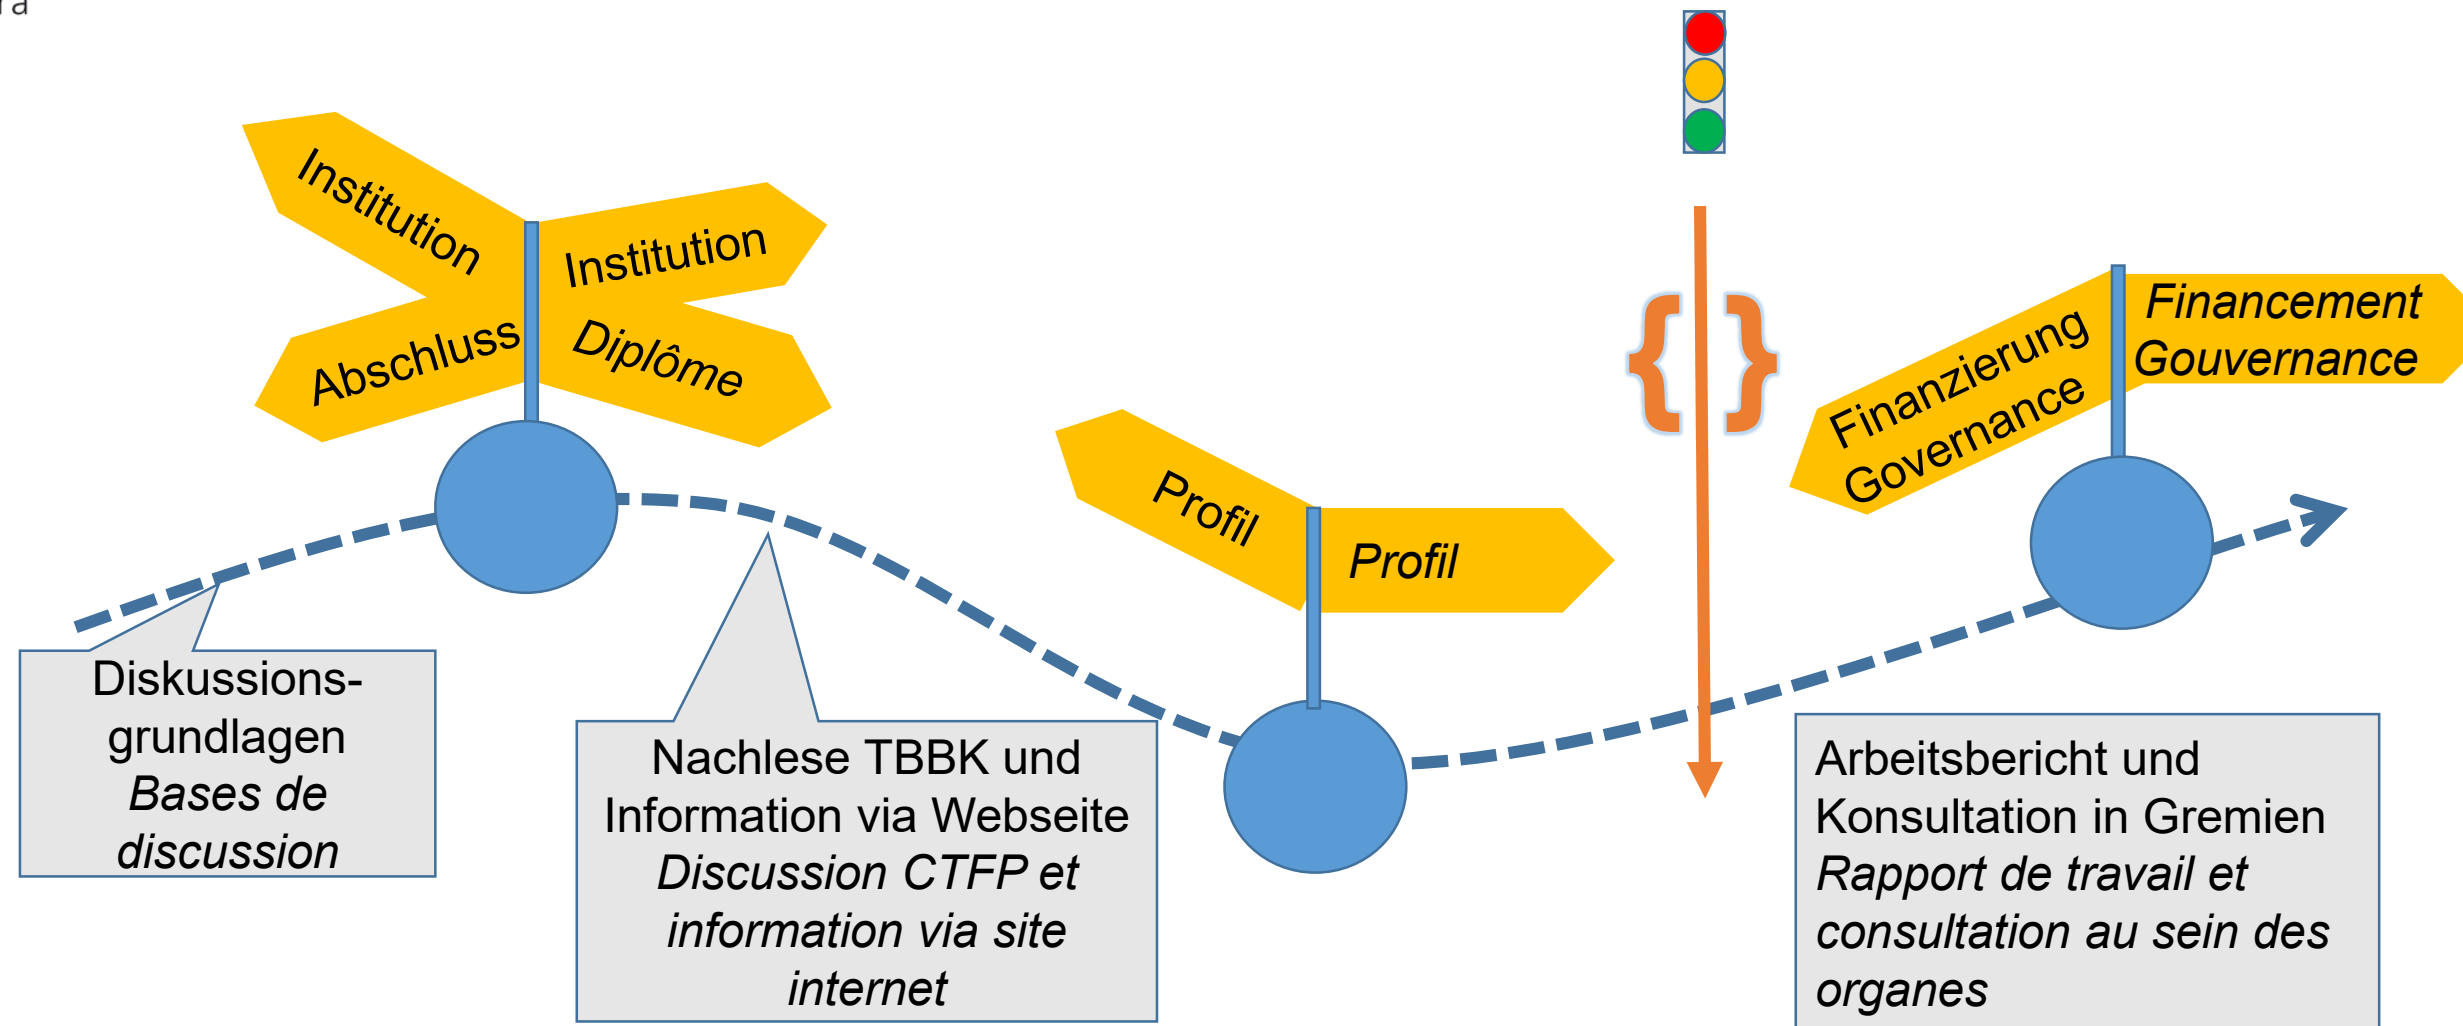 Institution
Institution
Abschluss
Diplôme
Profil
Profil
Finanzierung
Governance
Financement
Gouvernance
Diskussions-
grundlagen
Bases de
discussion
Nachlese TBBK und
Information via Webseite
Discussion CTFP et
information via site
internet
Arbeitsbericht und
Konsultation in Gremien
Rapport de travail et
consultation au sein des
organes